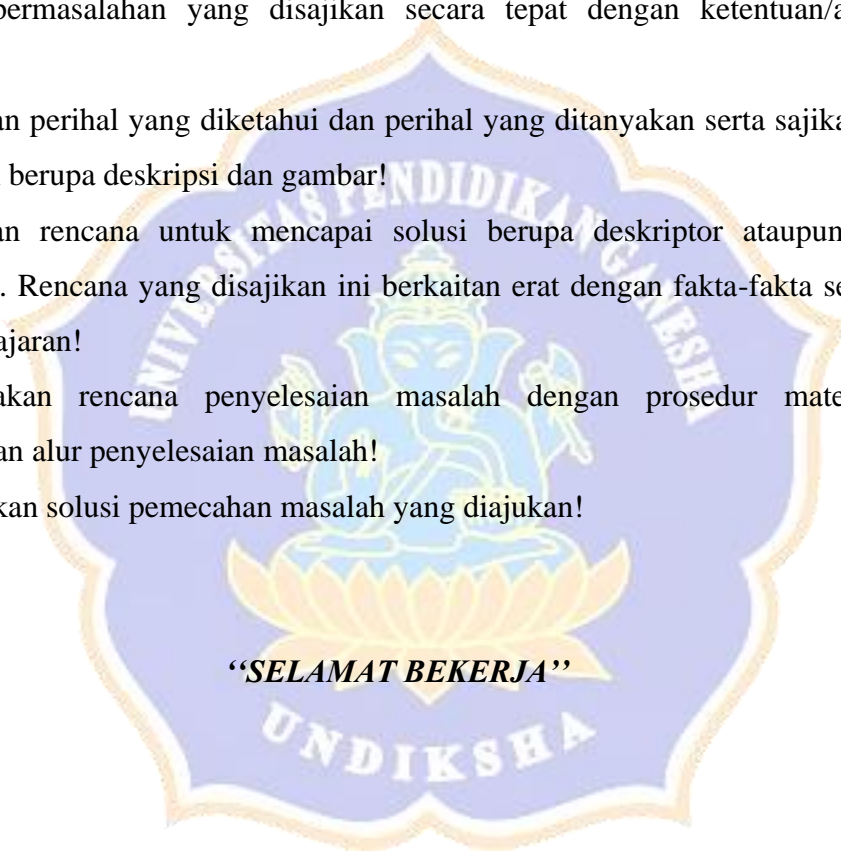 permasalahan yang disajikan secara tepat dengan ketentuan/a
an perihal yang diketahui dan perihal yang ditanyakan serta sajika
berupa deskripsi dan gambar!
an rencana untuk mencapai solusi berupa deskriptor ataupun
. Rencana yang disajikan ini berkaitan erat dengan fakta-fakta se
ajaran!
akan rencana penyelesaian masalah dengan prosedur mate
an alur penyelesaian masalah!
kan solusi pemecahan masalah yang diajukan!
UNIVERSITAS PENDIDIKAN GANESHA
‘‘SELAMAT BEKERJA’’
UNDIKSHA